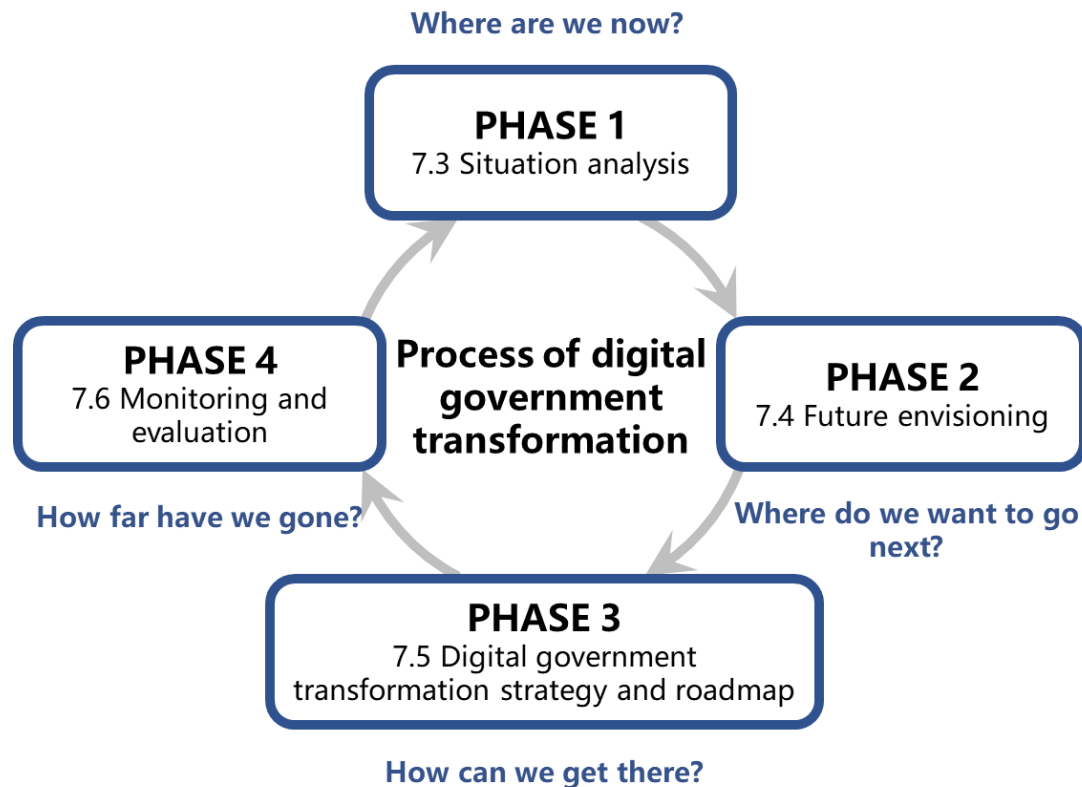 Where are we now?
PHASE 1
7.3 Situation analysis
PHASE 4
7.6 Monitoring and
evaluation
How far have we gone?
Process of digital
government
transformation
PHASE 2
7.4 Future envisioning
Where do we want to go
next?
PHASE 3
7.5 Digital government
transformation strategy and roadmap
How can we get there?